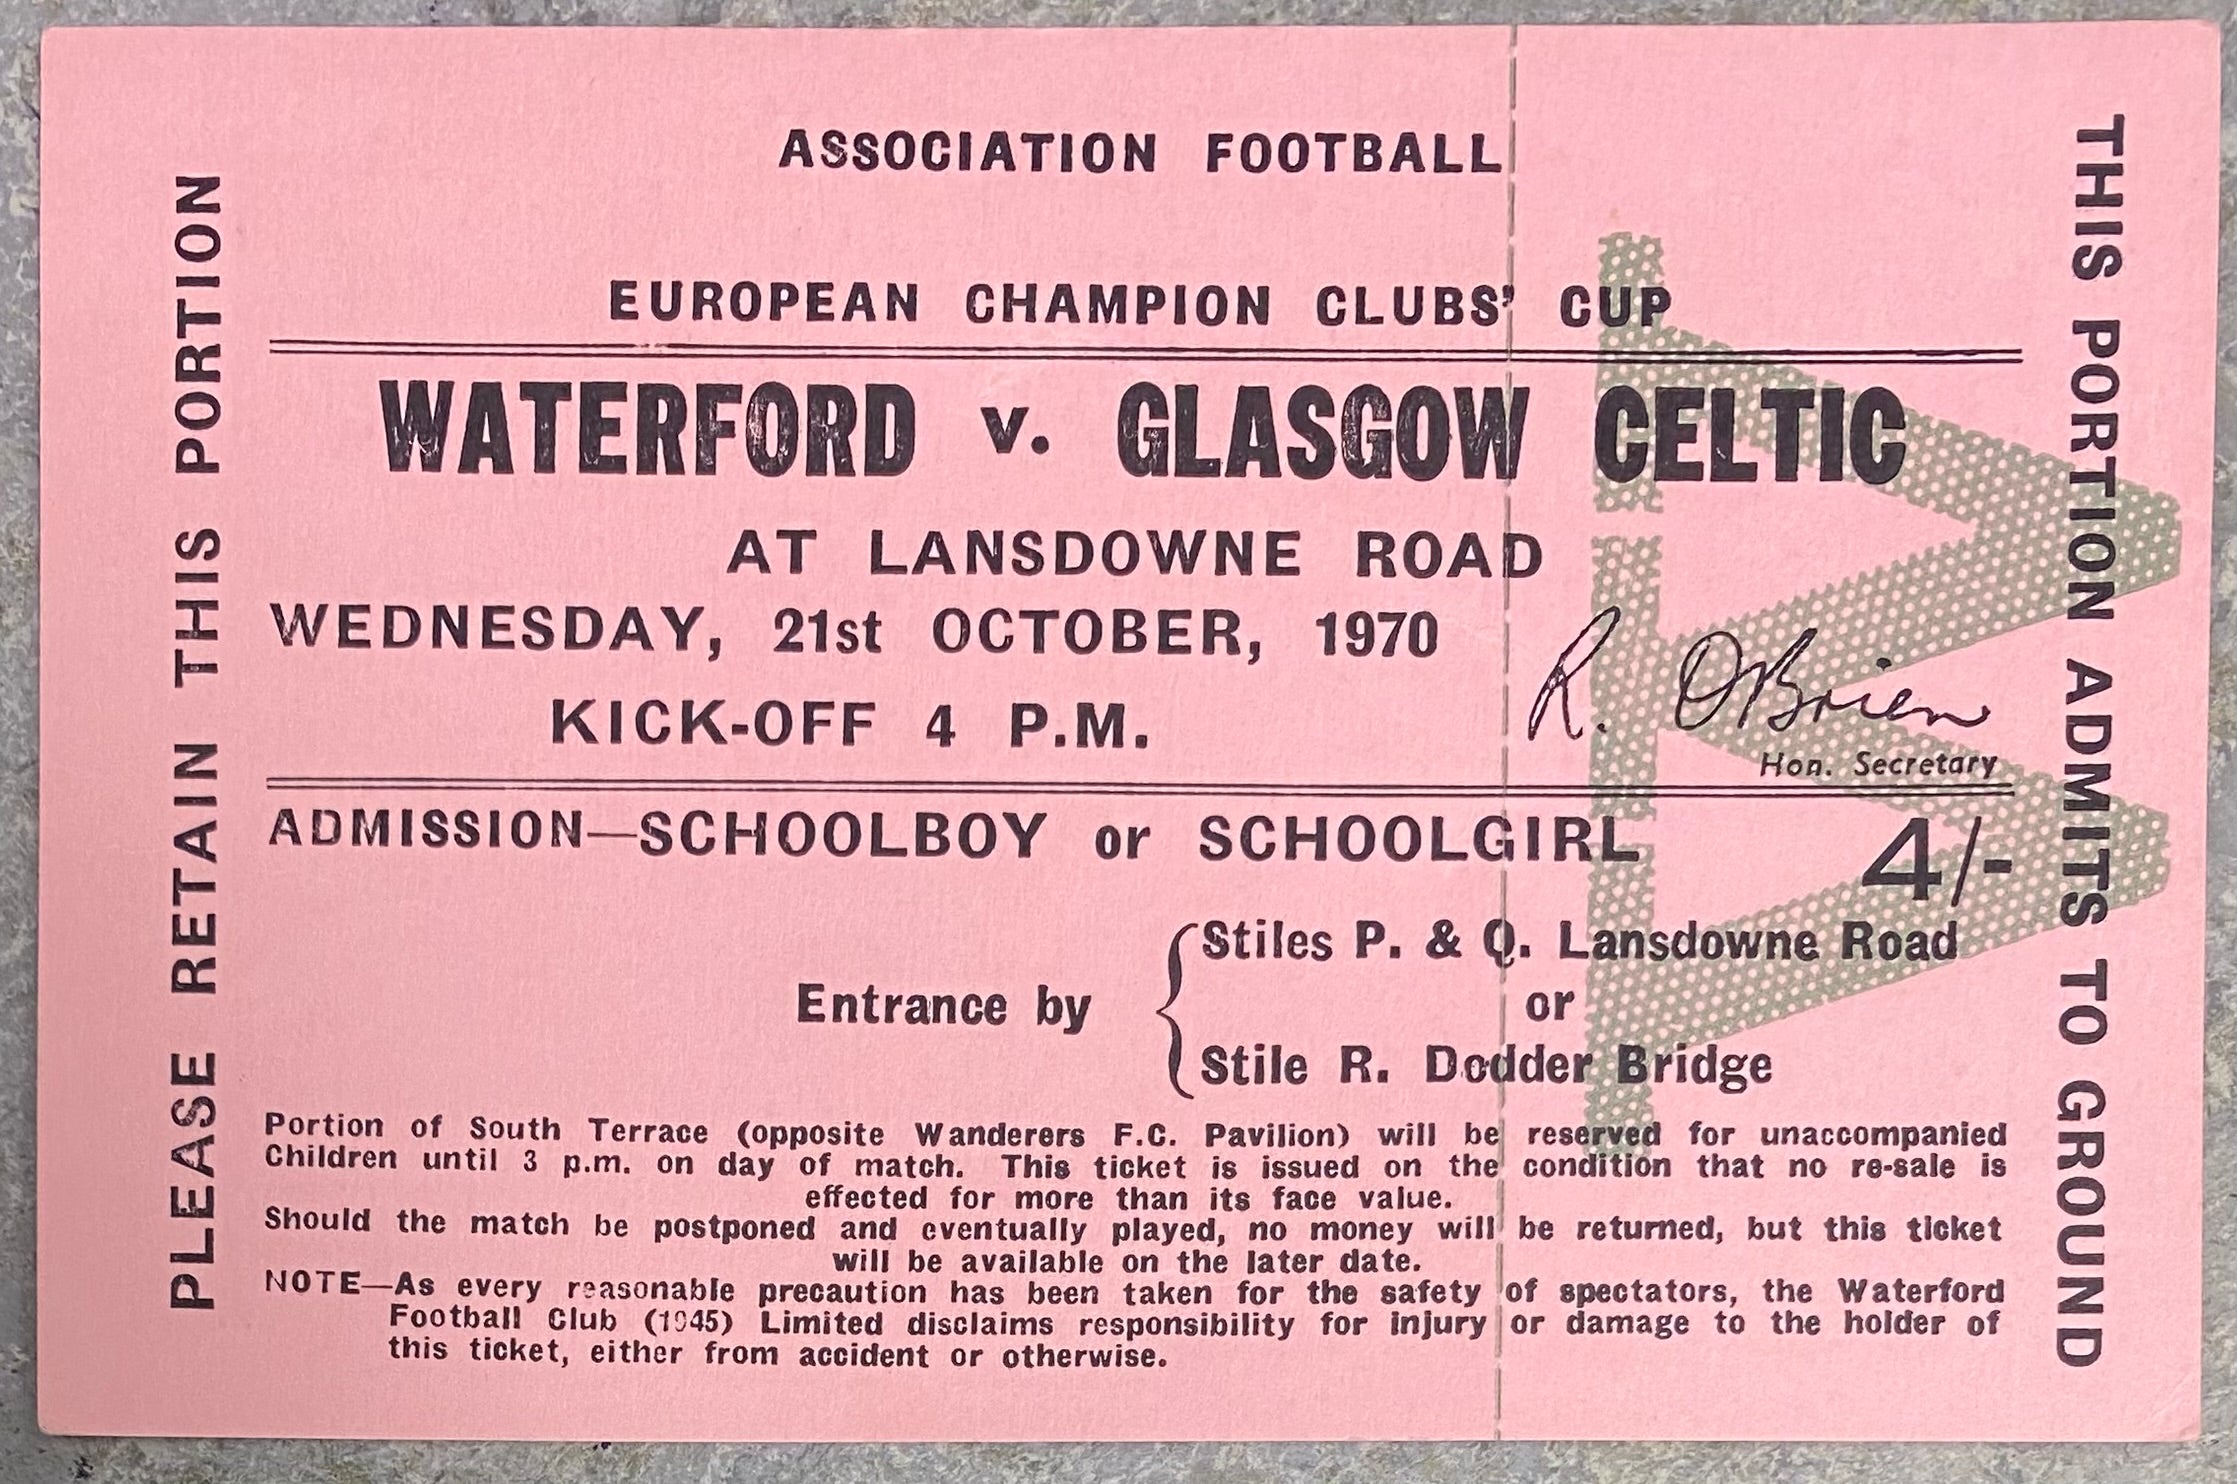 PLEASE RETAIN THIS PORTION
ASSOCIATION FOOTBALL
EUROPEAN CHAMPION CLUBS' CUP
WATERFORD v. GLASGOW CELTIC
AT LANSDOWNE ROAD
WEDNESDAY, 21st OCTOBER, 1970
KICK-OFF 4 P.M.
R. O'Brien
Hon. Secretary
ADMISSION—SCHOOLBOY or SCHOOLGIRL 4/-
Entrance by
Stiles P. & Q. Lansdowne Road
or
Stile R. Dodder Bridge
Portion of South Terrace (opposite Wanderers F.C. Pavilion) will be reserved for unaccompanied
Children until 3 p.m. on day of match. This ticket is issued on the condition that no re-sale is
effected for more than its face value.
Should the match be postponed and eventually played, no money will be returned, but this ticket
will be available on the later date.
NOTE—As every reasonable precaution has been taken for the safety of spectators, the Waterford
Football Club (1945) Limited disclaims responsibility for injury or damage to the holder of
this ticket, either from accident or otherwise.
THIS PORTION ADMITS TO GROUND
W